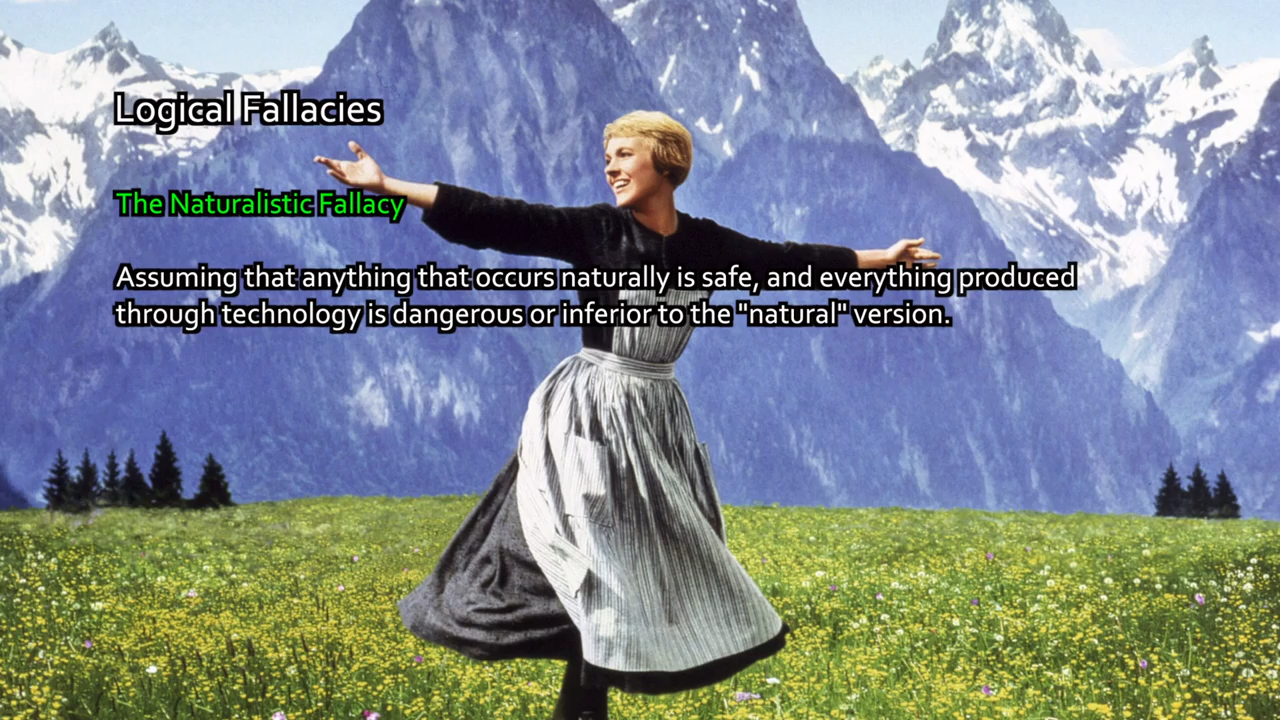 Logical Fallacies
The Naturalistic Fallacy
Assuming that anything that occurs naturally is safe, and everything produced
through technology is dangerous or inferior to the "natural" version.